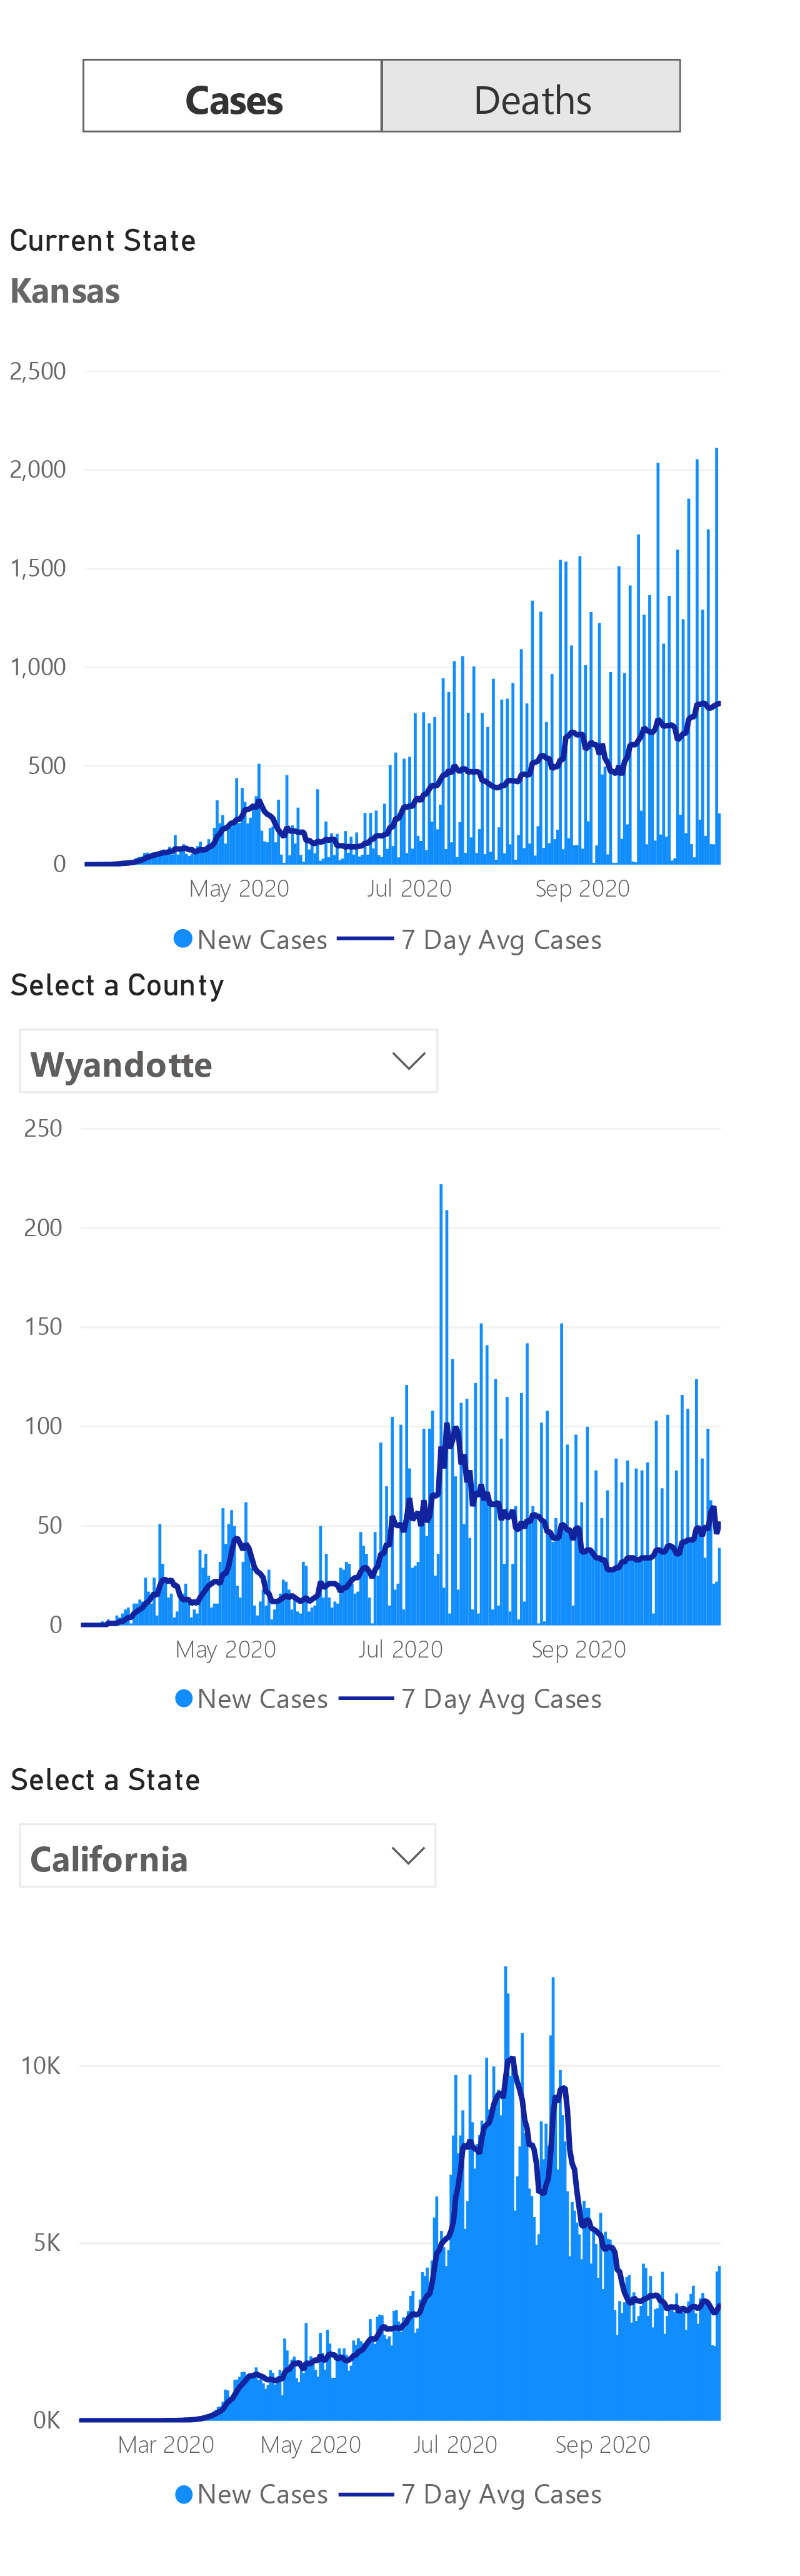 Cases Deaths
Current State
Kansas
2,500
2,000
1,500
1,000
500
0
May 2020 Jul 2020 Sep 2020
New Cases 7 Day Avg Cases
Select a County
Wyandotte
250
200
150
100
50
0
May 2020 Jul 2020 Sep 2020
New Cases 7 Day Avg Cases
Select a State
California
10K
5K
0K
Mar 2020 May 2020 Jul 2020 Sep 2020
New Cases 7 Day Avg Cases